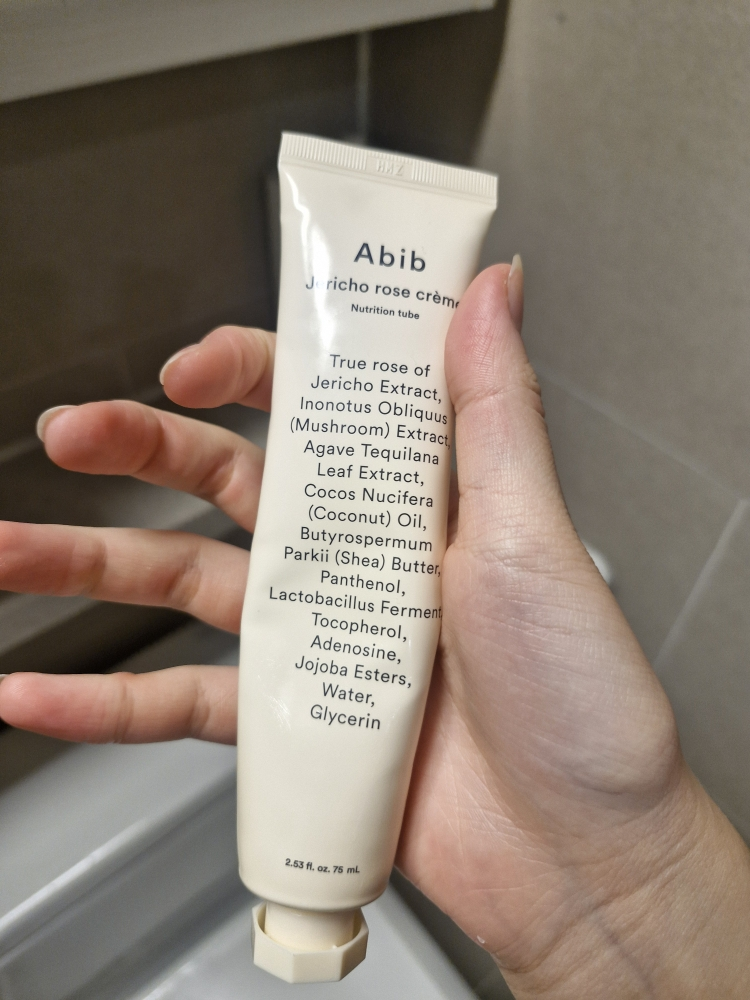 Abib
Jericho rose crème
Nutrition tube
True rose of
Jericho Extract,
Inonotus Obliquus
(Mushroom) Extract,
Agave Tequilana
Leaf Extract,
Cocos Nucifera
(Coconut) Oil,
Butyrospermum
Parkii (Shea) Butter,
Panthenol,
Lactobacillus Ferment,
Tocopherol,
Adenosine,
Jojoba Esters,
Water,
Glycerin
2.53 fl. oz. 75 mL